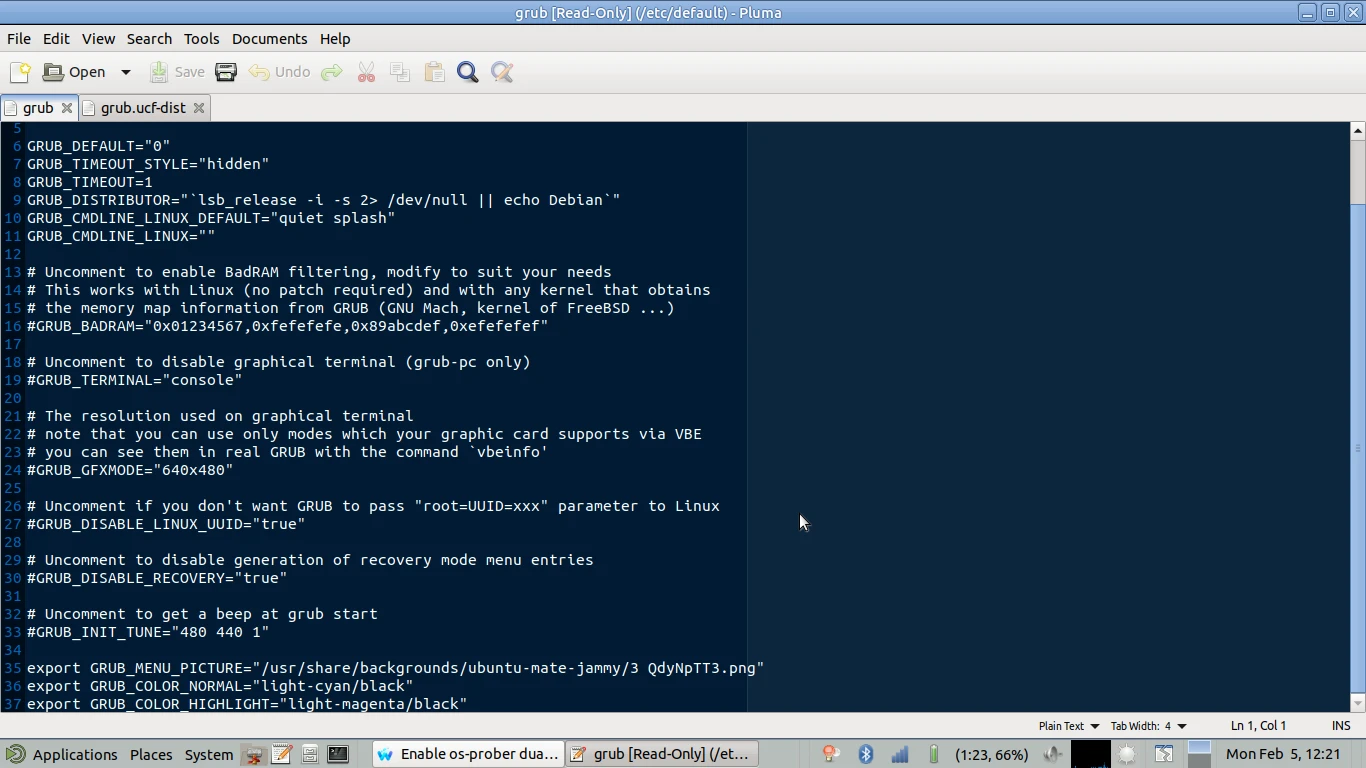 grub [Read-Only] (/etc/default) - Pluma
File Edit View Search Tools Documents Help
Open Save Undo
grub grub.ucf-dist
5
6 GRUB_DEFAULT="0"
7 GRUB_TIMEOUT_STYLE="hidden"
8 GRUB_TIMEOUT=1
9 GRUB_DISTRIBUTOR="`lsb_release -i -s 2> /dev/null || echo Debian`"
10 GRUB_CMDLINE_LINUX_DEFAULT="quiet splash"
11 GRUB_CMDLINE_LINUX=""
12
13 # Uncomment to enable BadRAM filtering, modify to suit your needs
14 # This works with Linux (no patch required) and with any kernel that obtains
15 # the memory map information from GRUB (GNU Mach, kernel of FreeBSD ...)
16 #GRUB_BADRAM="0x01234567,0xfefefefe,0x89abcdef,0xefefefef"
17
18 # Uncomment to disable graphical terminal (grub-pc only)
19 #GRUB_TERMINAL="console"
20
21 # The resolution used on graphical terminal
22 # note that you can use only modes which your graphic card supports via VBE
23 # you can see them in real GRUB with the command `vbeinfo'
24 #GRUB_GFXMODE="640x480"
25
26 # Uncomment if you don't want GRUB to pass "root=UUID=xxx" parameter to Linux
27 #GRUB_DISABLE_LINUX_UUID="true"
28
29 # Uncomment to disable generation of recovery mode menu entries
30 #GRUB_DISABLE_RECOVERY="true"
31
32 # Uncomment to get a beep at grub start
33 #GRUB_INIT_TUNE="480 440 1"
34
35 export GRUB_MENU_PICTURE="/usr/share/backgrounds/ubuntu-mate-jammy/3 QdyNpTT3.png"
36 export GRUB_COLOR_NORMAL="light-cyan/black"
37 export GRUB_COLOR_HIGHLIGHT="light-magenta/black"
Plain Text Tab Width: 4 Ln 1, Col 1 INS
Applications Places System Enable os-prober dua... grub [Read-Only] (/et... (1:23, 66%) Mon Feb 5, 12:21